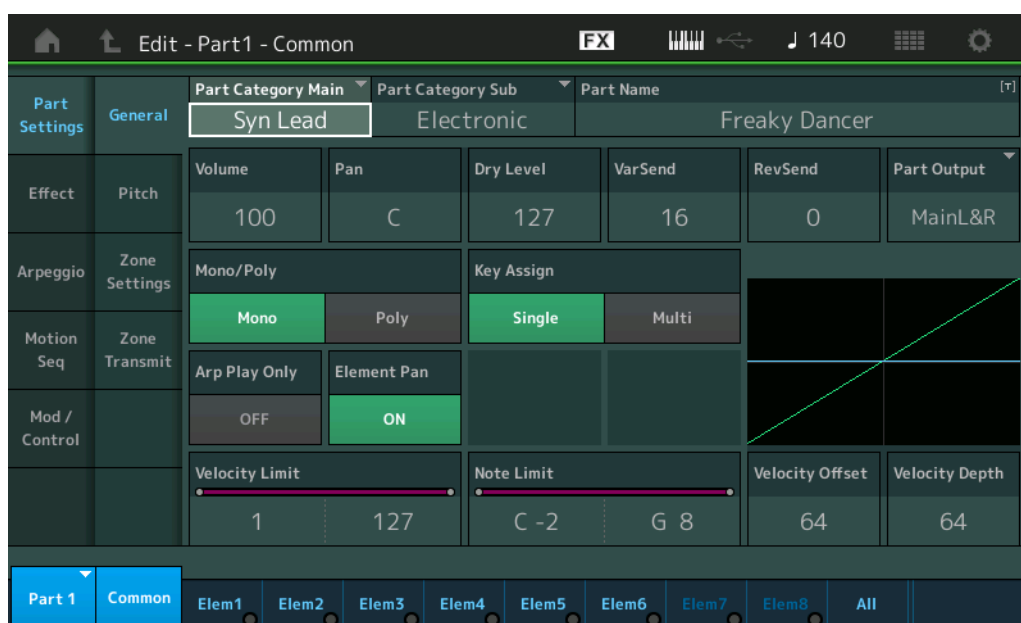 Edit - Part1 - Common FX ♩ 140
Part Settings
General
Part Category Main Part Category Sub Part Name [T]
Syn Lead Electronic Freaky Dancer
Effect
Pitch
Volume Pan Dry Level VarSend RevSend Part Output
100 C 127 16 0 MainL&R
Arpeggio
Zone Settings
Mono/Poly Key Assign
Mono Poly Single Multi
Motion Seq
Zone Transmit
Arp Play Only Element Pan
OFF ON
Mod / Control
Velocity Limit Note Limit Velocity Offset Velocity Depth
1 127 C -2 G 8 64 64
Part 1 Common Elem1 Elem2 Elem3 Elem4 Elem5 Elem6 Elem7 Elem8 All